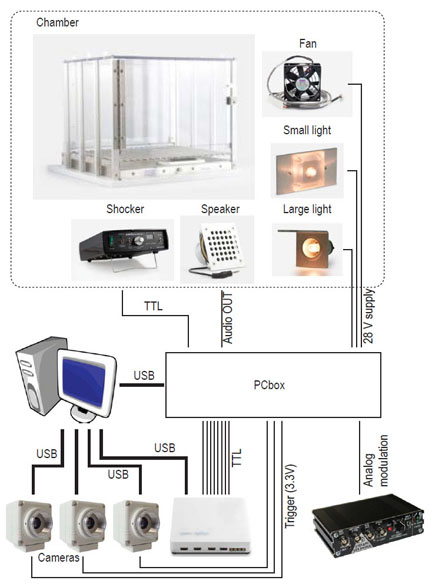 Chamber
Fan
Small light
Shocker
Speaker
Large light
TTL
Audio OUT
28 V supply
USB
PCbox
USB
USB
USB
TTL
Trigger (3.3V)
Analog
modulation
Cameras